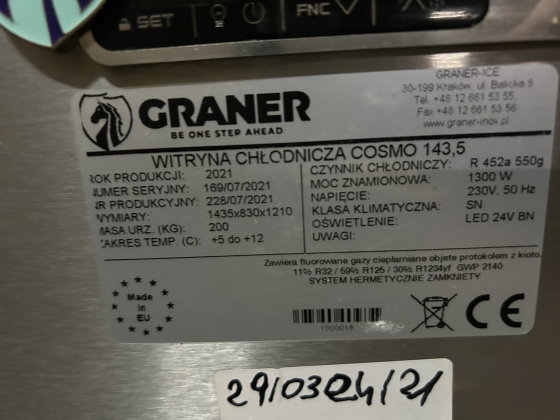 SET
FNC
GRANER
BE ONE STEP AHEAD
GRANER-ICE
30-199 Kraków, ul. Balicka 8
Tel. +48 12 661 53 55,
Fax +48 12 661 53 56
www.graner-inox.pl
WITRYNA CHŁODNICZA COSMO 143,5
ROK PRODUKCJI: 2021
NUMER SERYJNY: 169/07/2021
NR PRODUKCYJNY: 228/07/2021
WYMIARY: 1435x830x1210
MASA URZ. (KG): 200
ZAKRES TEMP. (C): +5 do +12
CZYNNIK CHŁODNICZY: R 452a 550g
MOC ZNAMIONOWA: 1300 W
NAPIĘCIE: 230V. 50 Hz
KLASA KLIMATYCZNA: SN
OŚWIETLENIE: LED 24V BN
UWAGI:
Zawiera fluorowane gazy cieplarniane objęte protokołem z kioto.
11% R32 / 59% R125 / 30% R1234yf GWP 2140
SYSTEM HERMETYCZNIE ZAMKNIĘTY
Made
in
EU
1000016
CE